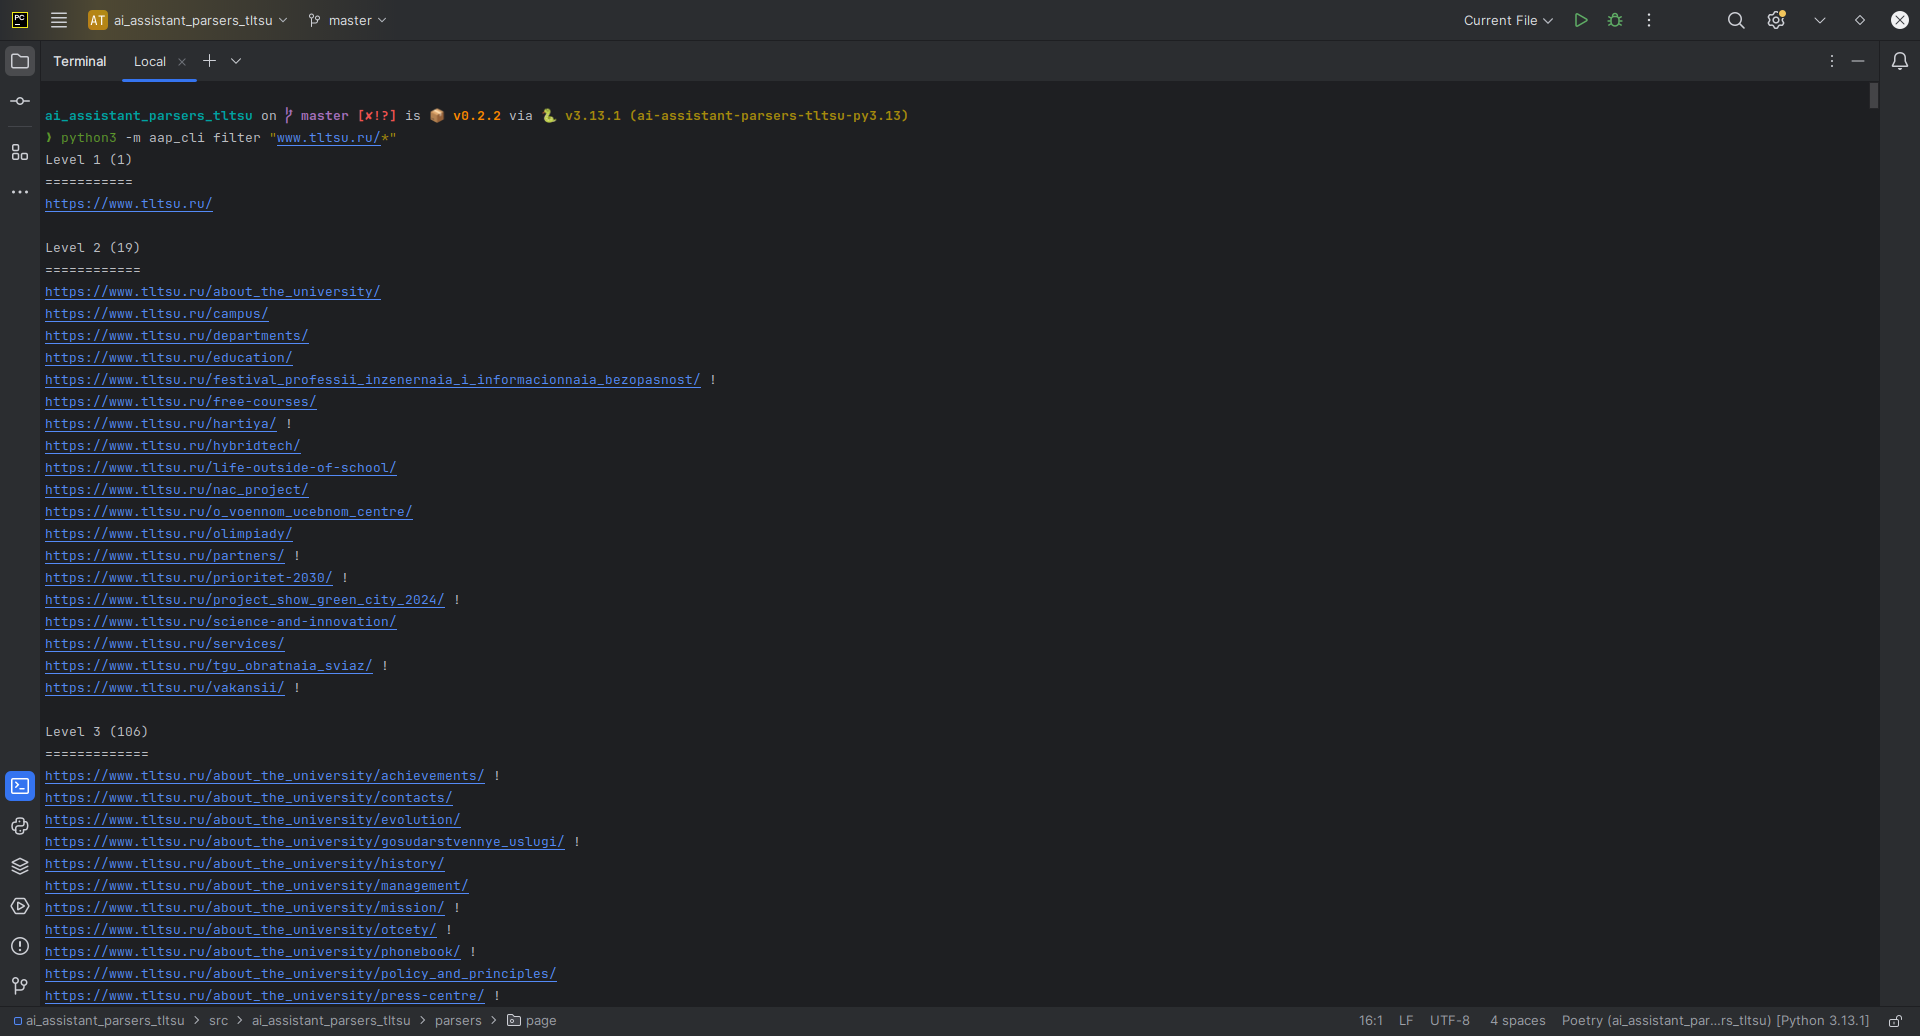 PC
AT ai_assistant_parsers_tltsu master Current File
Terminal Local
ai_assistant_parsers_tltsu on master [✘!?] is 📦 v0.2.2 via 🐍 v3.13.1 (ai-assistant-parsers-tltsu-py3.13)
❯ python3 -m aap_cli filter "www.tltsu.ru/*"
Level 1 (1)
===========
https://www.tltsu.ru/
Level 2 (19)
============
https://www.tltsu.ru/about_the_university/
https://www.tltsu.ru/campus/
https://www.tltsu.ru/departments/
https://www.tltsu.ru/education/
https://www.tltsu.ru/festival_professii_inzenernaia_i_informacionnaia_bezopasnost/ !
https://www.tltsu.ru/free-courses/
https://www.tltsu.ru/hartiya/ !
https://www.tltsu.ru/hybridtech/
https://www.tltsu.ru/life-outside-of-school/
https://www.tltsu.ru/nac_project/
https://www.tltsu.ru/o_voennom_ucebnom_centre/
https://www.tltsu.ru/olimpiady/
https://www.tltsu.ru/partners/ !
https://www.tltsu.ru/prioritet-2030/ !
https://www.tltsu.ru/project_show_green_city_2024/ !
https://www.tltsu.ru/science-and-innovation/
https://www.tltsu.ru/services/
https://www.tltsu.ru/tgu_obratnaia_sviaz/ !
https://www.tltsu.ru/vakansii/ !
Level 3 (106)
=============
https://www.tltsu.ru/about_the_university/achievements/ !
https://www.tltsu.ru/about_the_university/contacts/
https://www.tltsu.ru/about_the_university/evolution/
https://www.tltsu.ru/about_the_university/gosudarstvennye_uslugi/ !
https://www.tltsu.ru/about_the_university/history/
https://www.tltsu.ru/about_the_university/management/
https://www.tltsu.ru/about_the_university/mission/ !
https://www.tltsu.ru/about_the_university/otcety/ !
https://www.tltsu.ru/about_the_university/phonebook/ !
https://www.tltsu.ru/about_the_university/policy_and_principles/
https://www.tltsu.ru/about_the_university/press-centre/ !
ai_assistant_parsers_tltsu > src > ai_assistant_parsers_tltsu > parsers > page 16:1 LF UTF-8 4 spaces Poetry (ai_assistant_par...rs_tltsu) [Python 3.13.1]